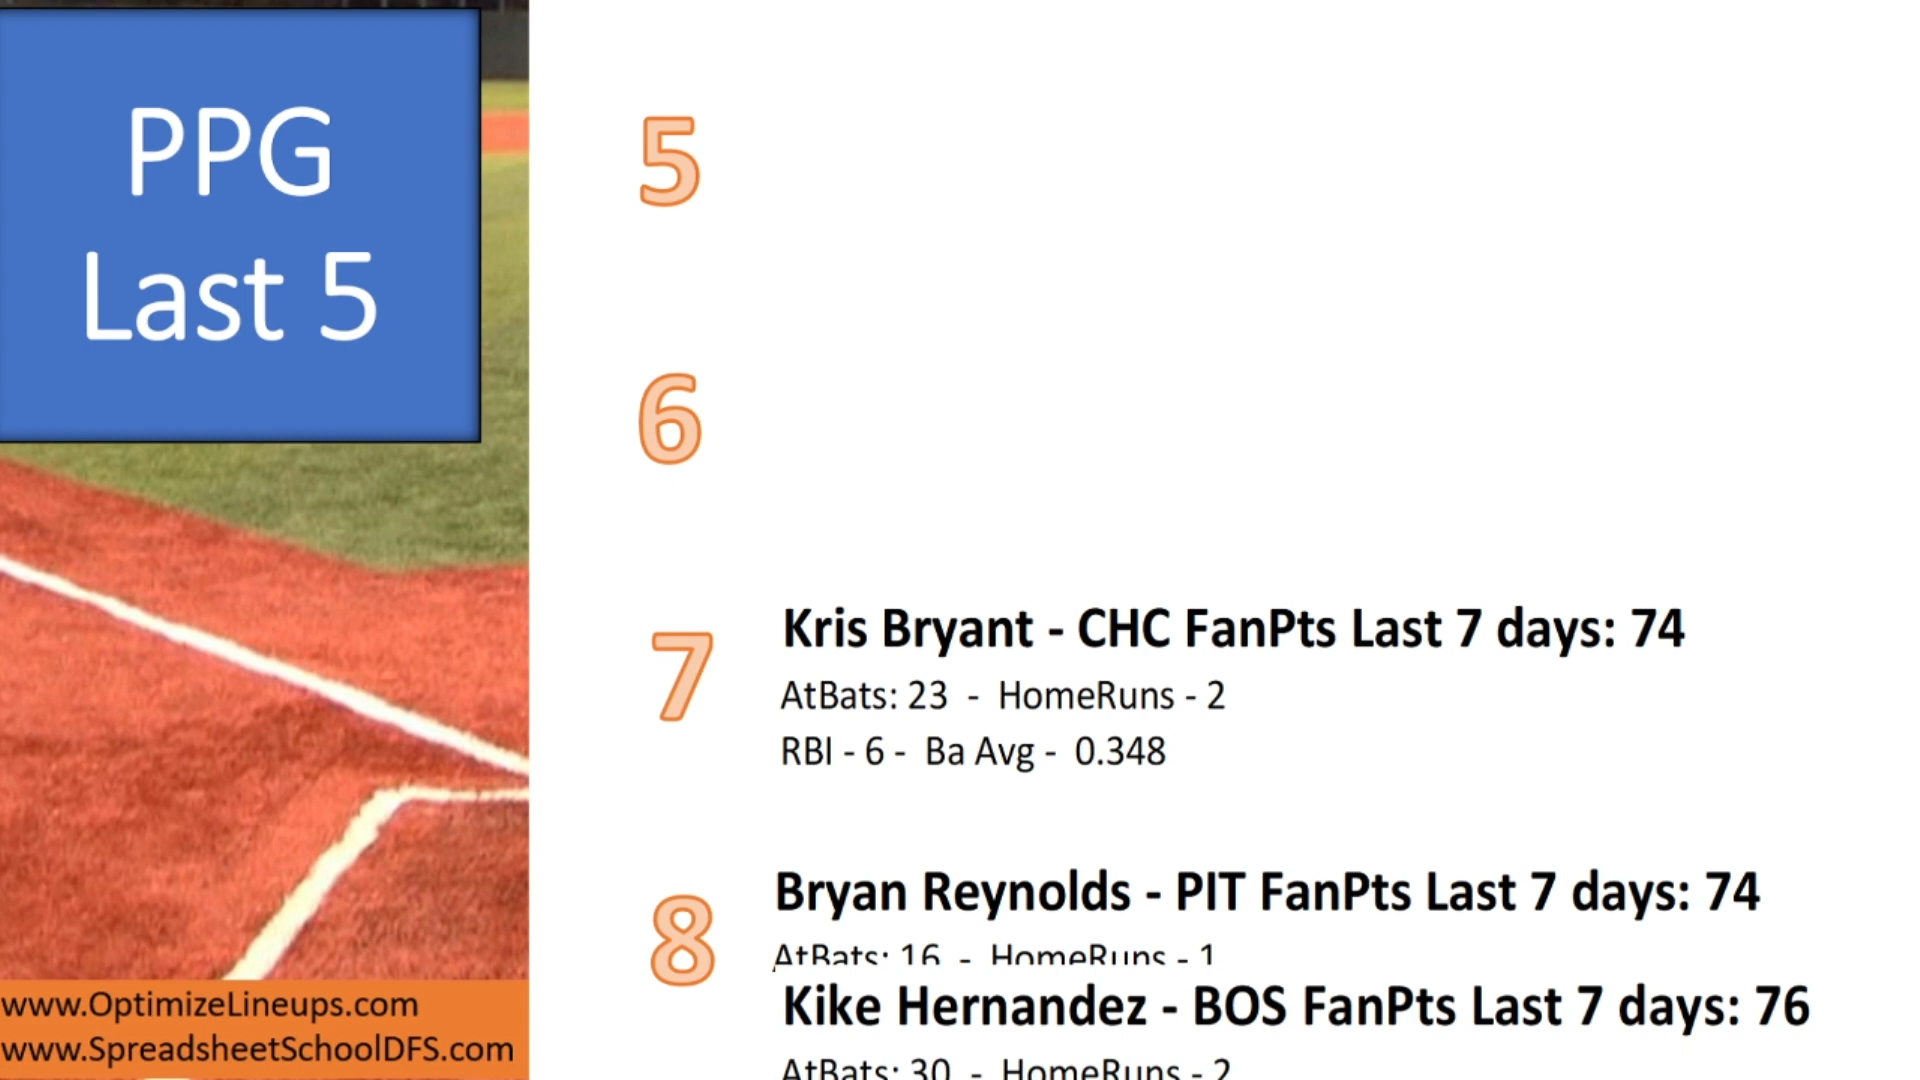 PPG
Last 5
5
6
7
Kris Bryant - CHC FanPts Last 7 days: 74
AtBats: 23 - HomeRuns - 2
RBI - 6 - Ba Avg - 0.348
8
Bryan Reynolds - PIT FanPts Last 7 days: 74
AtBats: 16 - HomeRuns - 1
Kike Hernandez - BOS FanPts Last 7 days: 76
AtBats: 30 - HomeRuns - 2
www.OptimizeLineups.com
www.SpreadsheetSchoolDFS.com